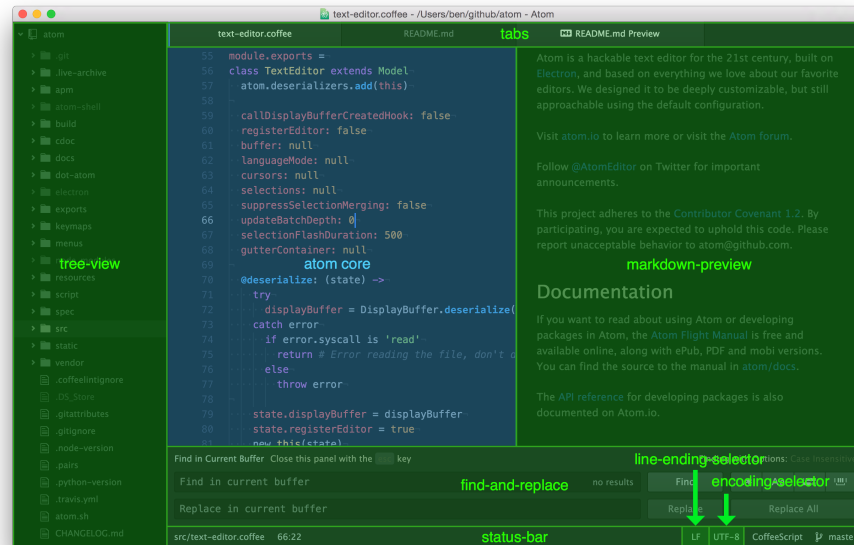 text-editor.coffee - /Users/ben/github/atom - Atom
atom
text-editor.coffee
README.md
README.md Preview
tabs
.git
.live-archive
apm
atom-shell
build
cdoc
docs
dot-atom
electron
exports
keymaps
menus
tree-view
resources
script
spec
src
static
vendor
.coffeelintignore
.DS_Store
.gitattributes
.gitignore
.node-version
.pairs
.python-version
.travis.yml
atom.sh
CHANGELOG.md
55 module.exports =
56 class TextEditor extends Model
57 atom.deserializers.add(this)
58
59 callDisplayBufferCreatedHook: false
60 registerEditor: false
61 buffer: null
62 languageMode: null
63 cursors: null
64 selections: null
65 suppressSelectionMerging: false
66 updateBatchDepth: 0
67 selectionFlashDuration: 500
68 gutterContainer: null
69
atom core
70 @deserialize: (state) ->
71 try
72 displayBuffer = DisplayBuffer.deserialize(
73 catch error
74 if error.syscall is 'read'
75 return # Error reading the file, don't
76 else
77 throw error
78
79 state.displayBuffer = displayBuffer
80 state.registerEditor = true
81 new this(state)
Atom is a hackable text editor for the 21st century, built on
Electron, and based on everything we love about our favorite
editors. We designed it to be deeply customizable, but still
approachable using the default configuration.
Visit atom.io to learn more or visit the Atom forum.
Follow @AtomEditor on Twitter for important
announcements.
This project adheres to the Contributor Covenant 1.2. By
participating, you are expected to uphold this code. Please
report unacceptable behavior to atom@github.com.
markdown-preview
Documentation
If you want to read about using Atom or developing
packages in Atom, the Atom Flight Manual is free and
available online, along with ePub, PDF and mobi versions.
You can find the source to the manual in atom/docs.
The API reference for developing packages is also
documented on Atom.io.
Find in Current Buffer Close this panel with the key
line-ending-selector
Options: Case Insensitive
Find in current buffer
no results
Find
find-and-replace
encoding-selector
Replace in current buffer
Replace
Replace All
src/text-editor.coffee 66:22
status-bar
LF
UTF-8
CoffeeScript
maste